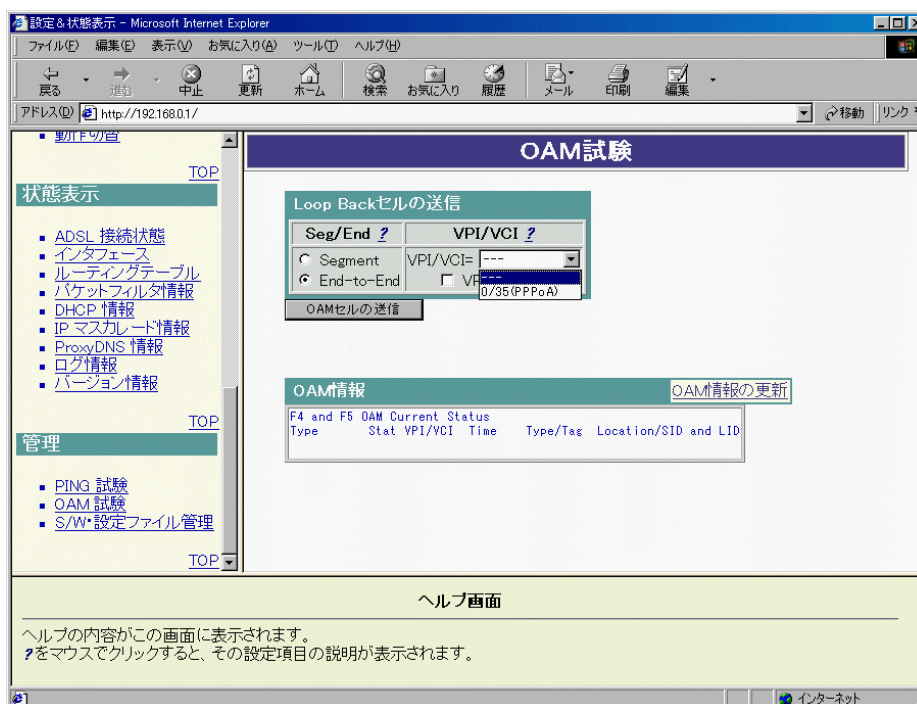 設定&状態表示 - Microsoft Internet Explorer
ファイル(F) 編集(E) 表示(V) お気に入り(A) ツール(T) ヘルプ(H)
戻る 進む 中止 更新 ホーム 検索 お気に入り 履歴 メール 印刷 編集
アドレス(D) http://192.168.0.1/ 移動 リンク
動作切替
TOP
状態表示
ADSL 接続状態
インタフェース
ルーティングテーブル
パケットフィルタ情報
DHCP 情報
IP マスカレード情報
ProxyDNS 情報
ログ情報
バージョン情報
TOP
管理
PING 試験
OAM 試験
S/W・設定ファイル管理
TOP
OAM試験
Loop Backセルの送信
Seg/End ? VPI/VCI ?
Segment VPI/VCI= ---
End-to-End VP
---
0/35(PPPoA)
OAMセルの送信
OAM情報 OAM情報の更新
F4 and F5 OAM Current Status
Type Stat VPI/VCI Time Type/Tag Location/SID and LID
ヘルプ画面
ヘルプの内容がこの画面に表示されます。
?をマウスでクリックすると、その設定項目の説明が表示されます。
インターネット